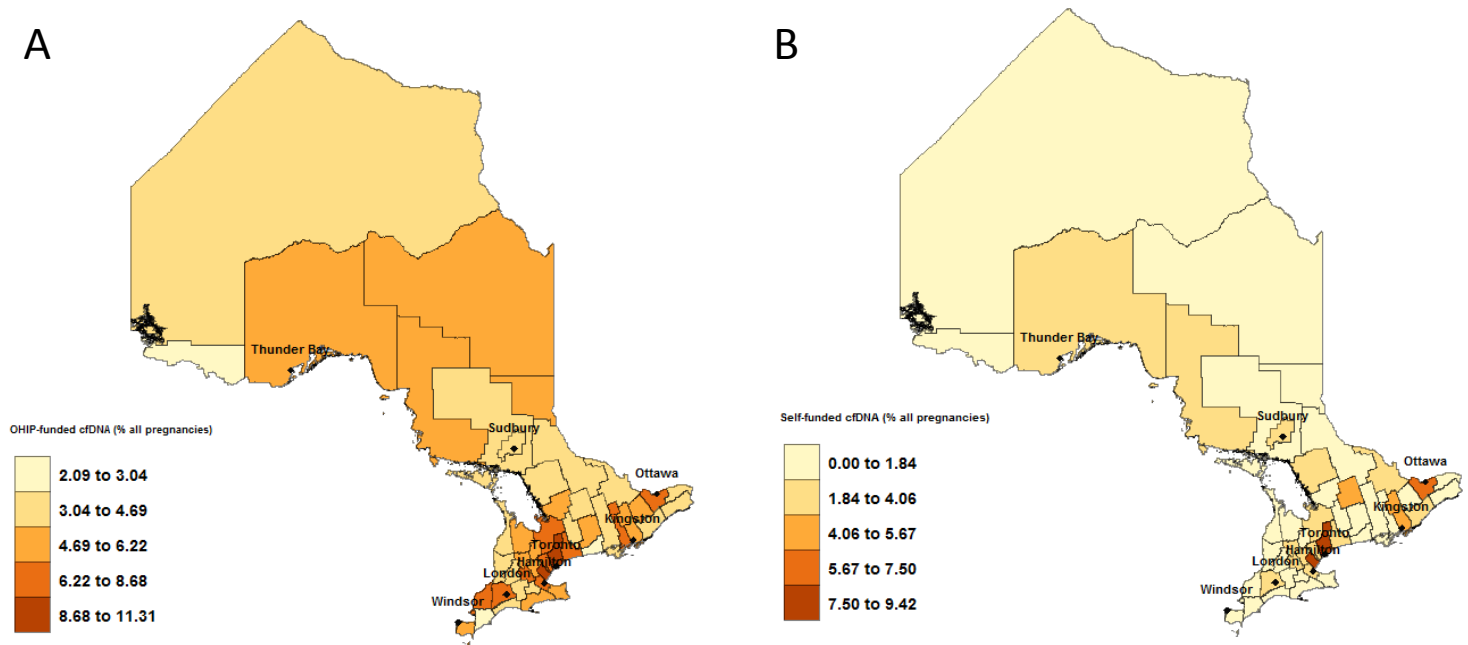 A
B
Thunder Bay
Sudbury
Ottawa
Kingston
Toronto
Hamilton
London
Windsor
OHIP-funded cfDNA (% all pregnancies)
2.09 to 3.04
3.04 to 4.69
4.69 to 6.22
6.22 to 8.68
8.68 to 11.31
Thunder Bay
Sudbury
Ottawa
Kingston
Toronto
Hamilton
London
Windsor
Self-funded cfDNA (% all pregnancies)
0.00 to 1.84
1.84 to 4.06
4.06 to 5.67
5.67 to 7.50
7.50 to 9.42